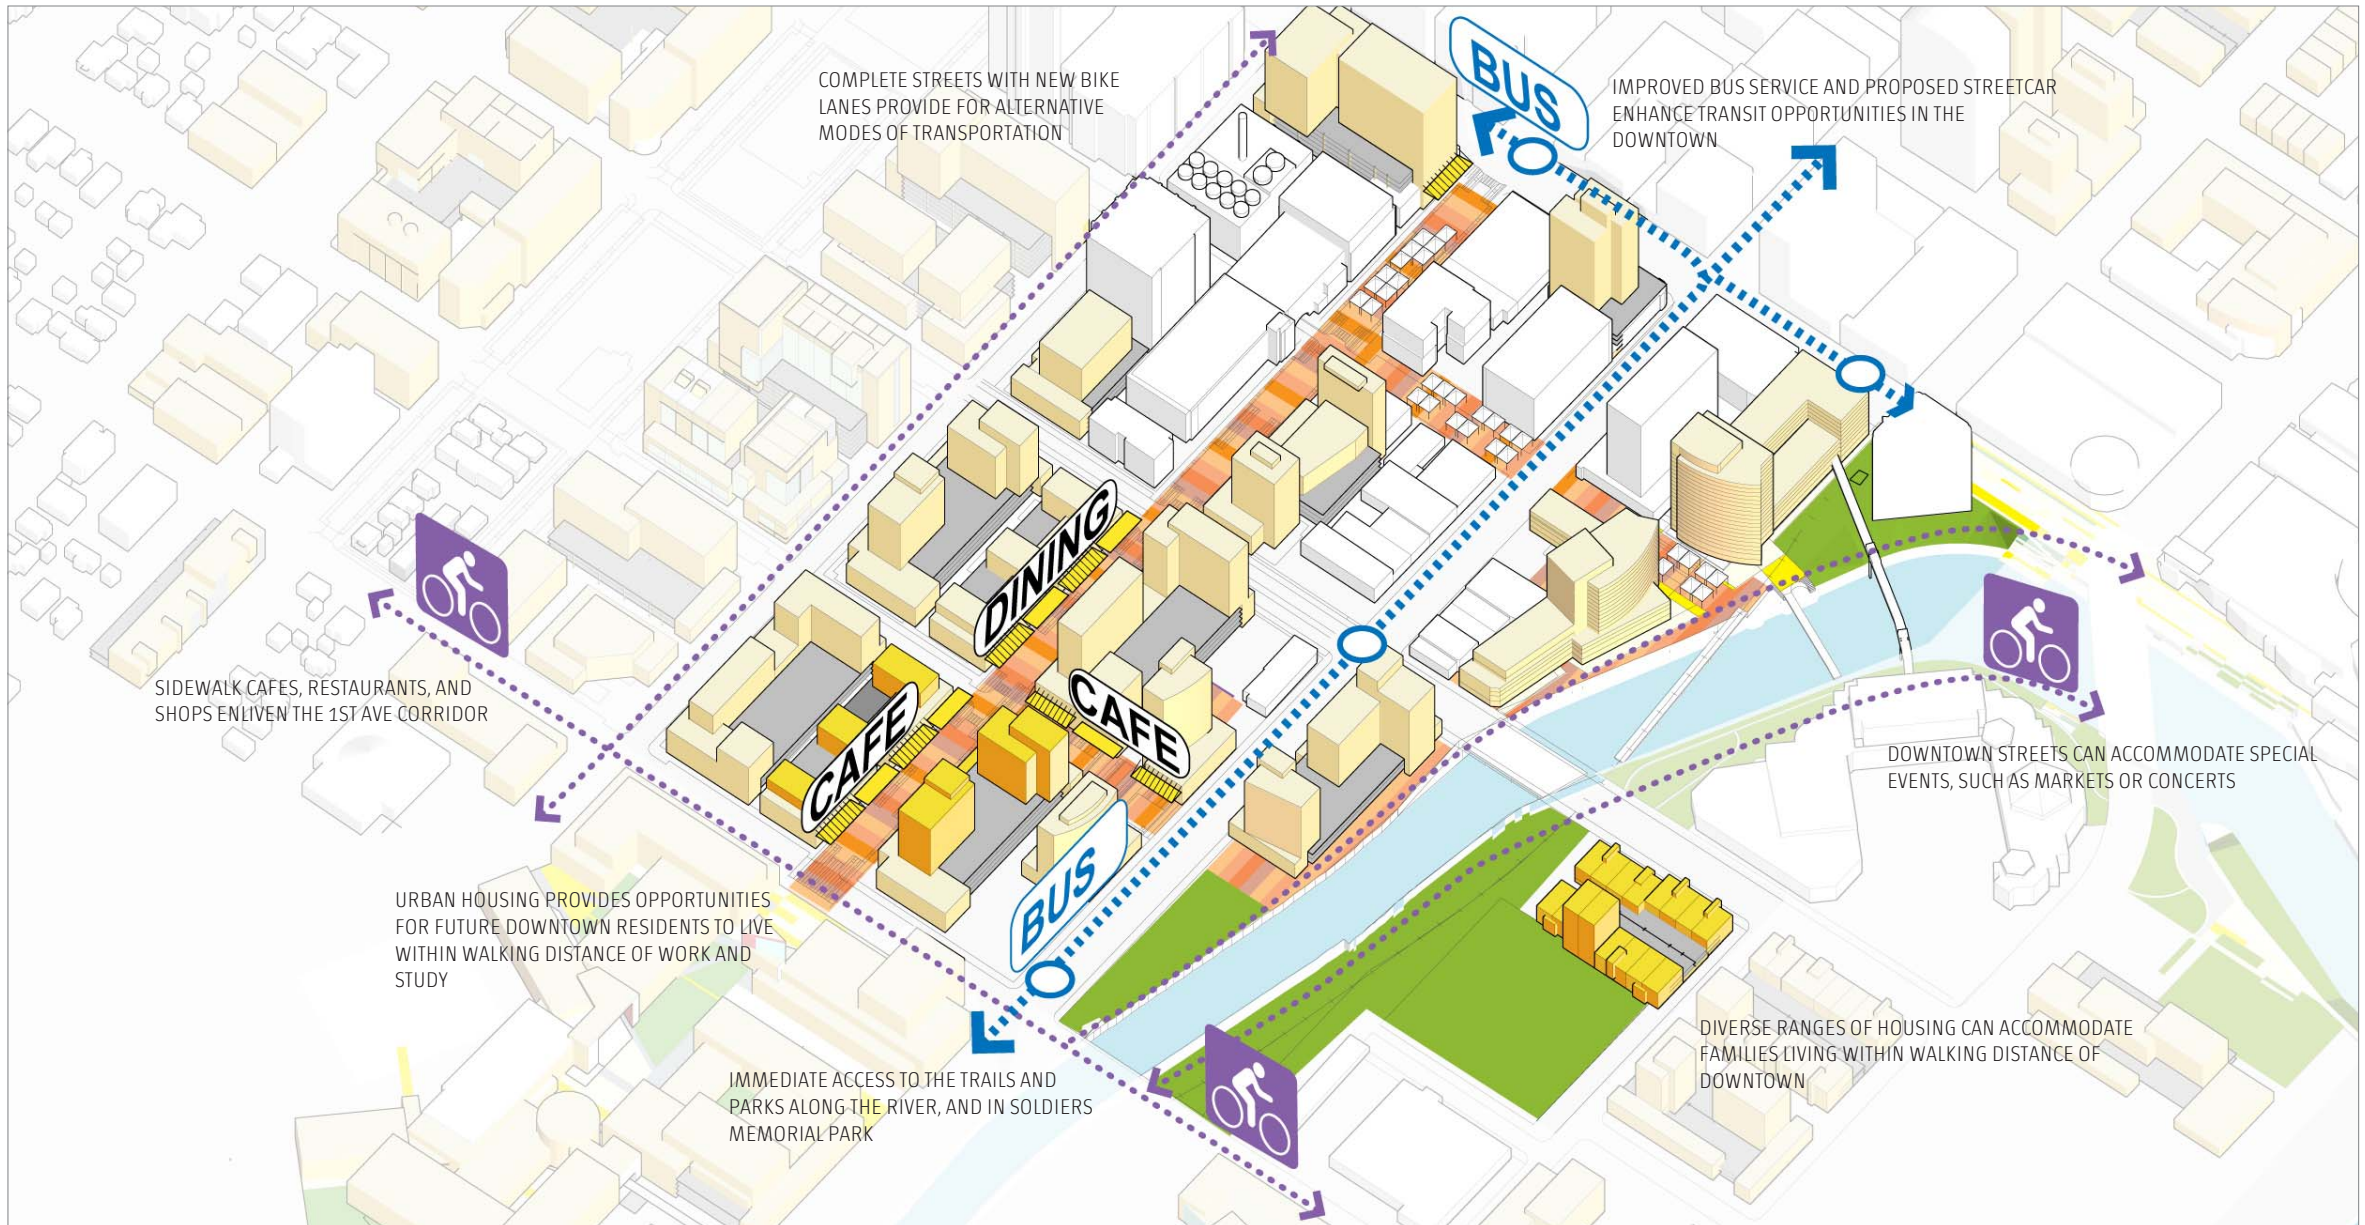 COMPLETE STREETS WITH NEW BIKE
LANES PROVIDE FOR ALTERNATIVE
MODES OF TRANSPORTATION
BUS
IMPROVED BUS SERVICE AND PROPOSED STREETCAR
ENHANCE TRANSIT OPPORTUNITIES IN THE
DOWNTOWN
DINING
CAFE
CAFE
SIDEWALK CAFES, RESTAURANTS, AND
SHOPS ENLIVEN THE 1ST AVE CORRIDOR
DOWNTOWN STREETS CAN ACCOMMODATE SPECIAL
EVENTS, SUCH AS MARKETS OR CONCERTS
BUS
URBAN HOUSING PROVIDES OPPORTUNITIES
FOR FUTURE DOWNTOWN RESIDENTS TO LIVE
WITHIN WALKING DISTANCE OF WORK AND
STUDY
DIVERSE RANGES OF HOUSING CAN ACCOMMODATE
FAMILIES LIVING WITHIN WALKING DISTANCE OF
DOWNTOWN
IMMEDIATE ACCESS TO THE TRAILS AND
PARKS ALONG THE RIVER, AND IN SOLDIERS
MEMORIAL PARK